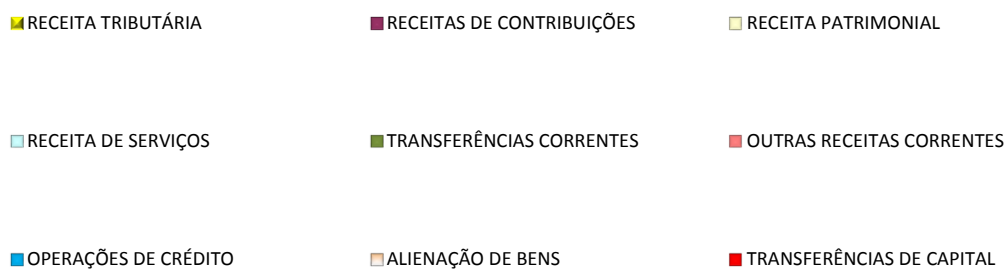 RECEITA TRIBUTÁRIA RECEITAS DE CONTRIBUIÇÕES RECEITA PATRIMONIAL
RECEITA DE SERVIÇOS TRANSFERÊNCIAS CORRENTES OUTRAS RECEITAS CORRENTES
OPERAÇÕES DE CRÉDITO ALIENAÇÃO DE BENS TRANSFERÊNCIAS DE CAPITAL